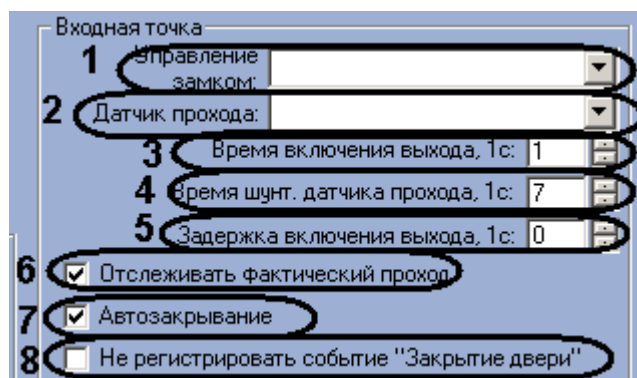 Входная точка
1 Управление
замком:
2 Датчик прохода:
3 Время включения выхода, 1с: 1
4 Время шунт. датчика прохода, 1с: 7
5 Задержка включения выхода, 1с: 0
6 Отслеживать фактический проход
7 Автозакрывание
8 Не регистрировать событие "Закрытие двери"